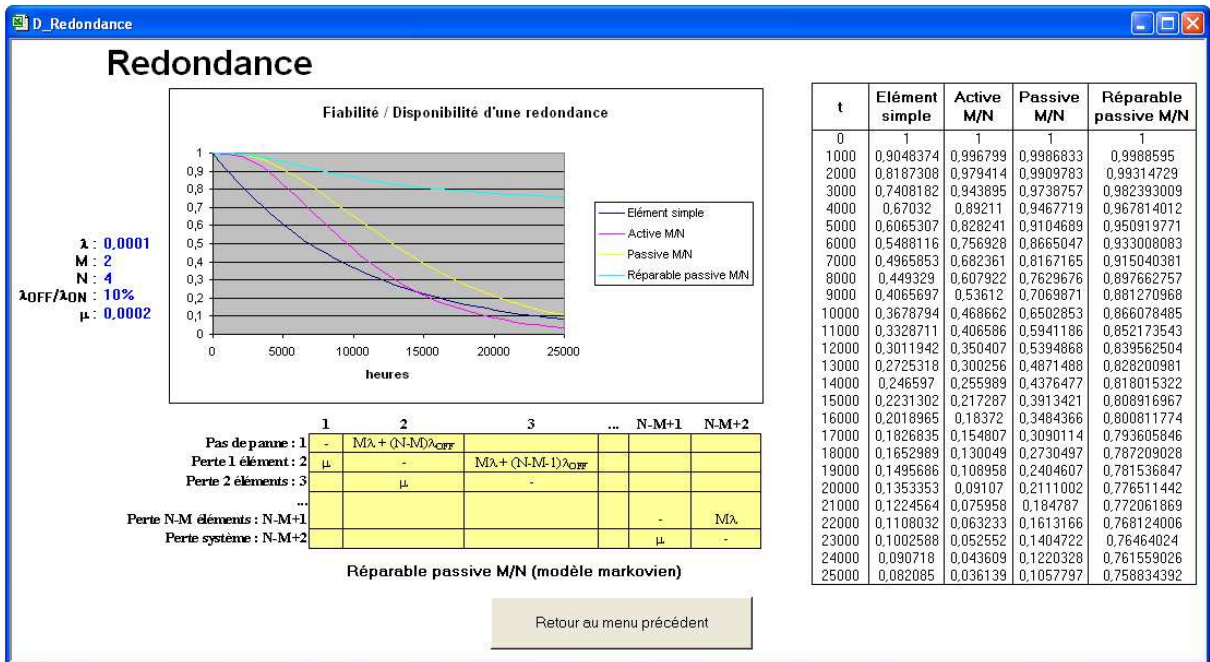 D_Redondance
Redondance
Fiabilité / Disponibilité d'une redondance
1
0,9
0,8
0,7
0,6
0,5
0,4
0,3
0,2
0,1
0
0 5000 10000 15000 20000 25000
heures
Elément simple
Active M/N
Passive M/N
Réparable passive M/N
λ : 0,0001
M : 2
N : 4
λOFF/λON : 10%
μ : 0,0002
1 2 3 ... N-M+1 N-M+2
Pas de panne : 1 - Mλ + (N-M)λOFF
Perte 1 élément : 2 μ - Mλ + (N-M-1)λOFF
Perte 2 éléments : 3 μ -
...
Perte N-M éléments : N-M+1 - Mλ
Perte système : N-M+2 μ -
Réparable passive M/N (modèle markovien)
Retour au menu précédent
t Elément simple Active M/N Passive M/N Réparable passive M/N
0 1 1 1 1
1000 0,9048374 0,996799 0,9986833 0,9988595
2000 0,8187308 0,979414 0,9909783 0,99314729
3000 0,7408182 0,943895 0,9738757 0,982393009
4000 0,67032 0,89211 0,9467719 0,967814012
5000 0,6065307 0,828241 0,9104689 0,950919771
6000 0,5488116 0,756928 0,8665047 0,933008083
7000 0,4965853 0,682361 0,8167165 0,915040381
8000 0,449329 0,607922 0,7629676 0,897662757
9000 0,4065697 0,53612 0,7069871 0,881270968
10000 0,3678794 0,468662 0,6502853 0,866078485
11000 0,3328711 0,406586 0,5941186 0,852173543
12000 0,3011942 0,350407 0,5394868 0,839562504
13000 0,2725318 0,300256 0,4871488 0,828200981
14000 0,246597 0,255989 0,4376477 0,818015322
15000 0,2231302 0,217287 0,3913421 0,808916967
16000 0,2018965 0,18372 0,3484366 0,800811774
17000 0,1826835 0,154807 0,3090114 0,793605846
18000 0,1652989 0,130049 0,2730497 0,787209028
19000 0,1495686 0,108958 0,2404607 0,781536847
20000 0,1353353 0,09107 0,2111002 0,776511442
21000 0,1224564 0,075958 0,184787 0,772061869
22000 0,1108032 0,063233 0,1613166 0,768124006
23000 0,1002588 0,052552 0,1404722 0,76464024
24000 0,090718 0,043609 0,1220328 0,761559026
25000 0,082085 0,036139 0,1057797 0,758834392